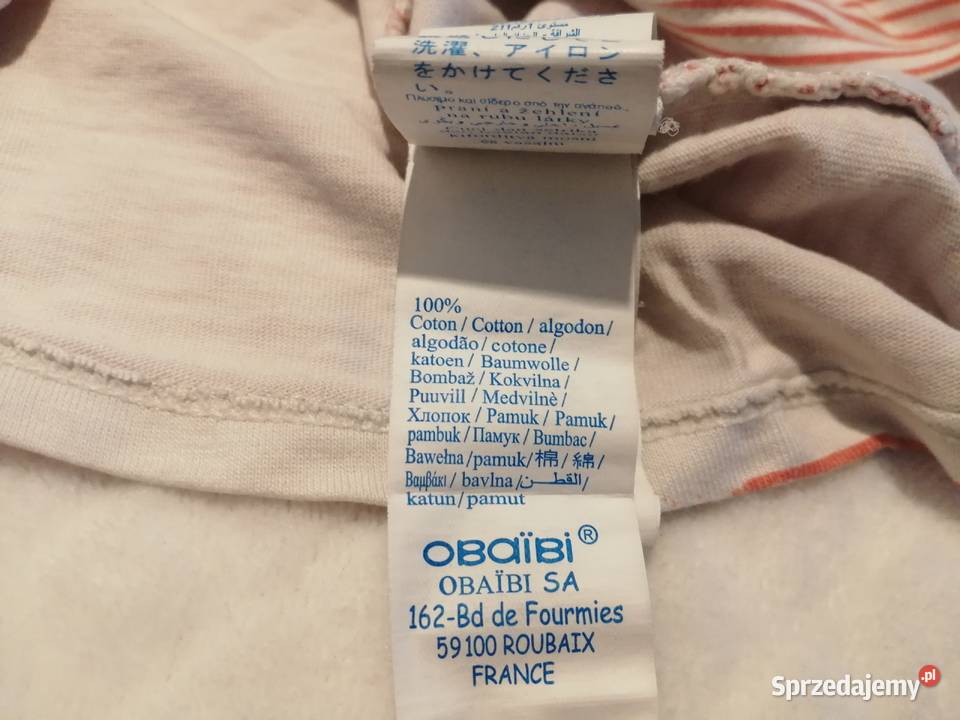 洗濯、アイロン
をかけてくださ
い。
Πλυσιμο και σίδερο από την ανάποδ..
praní a žehlení
na rubu látky
100%
Coton / Cotton / algodon /
algodão / cotone /
katoen / Baumwolle /
Bombaž / Kokvilna /
Puuvill / Medvilnė /
Хлопок / Pamuk / Pamuk /
pambuk / Памук / Bumbac /
Bawełna / pamuk / 棉 / 綿 /
Βαμβάκι / bavlna / القطن /
katun / pamut
OBaïBi®
OBAÏBI SA
162-Bd de Fourmies
59100 ROUBAIX
FRANCE
Sprzedajemy.pl